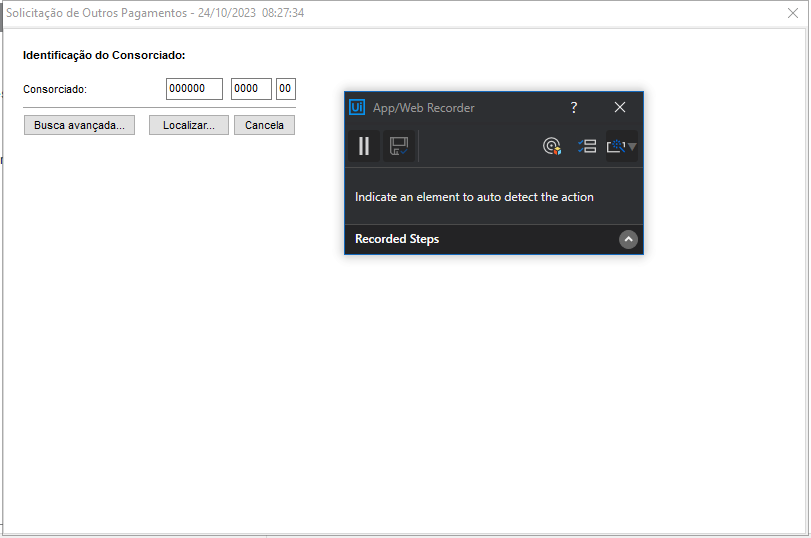 Solicitação de Outros Pagamentos - 24/10/2023 08:27:34
Identificação do Consorciado:
Consorciado: 000000 0000 00
Busca avançada... Localizar... Cancela
Ui App/Web Recorder ?
Indicate an element to auto detect the action
Recorded Steps